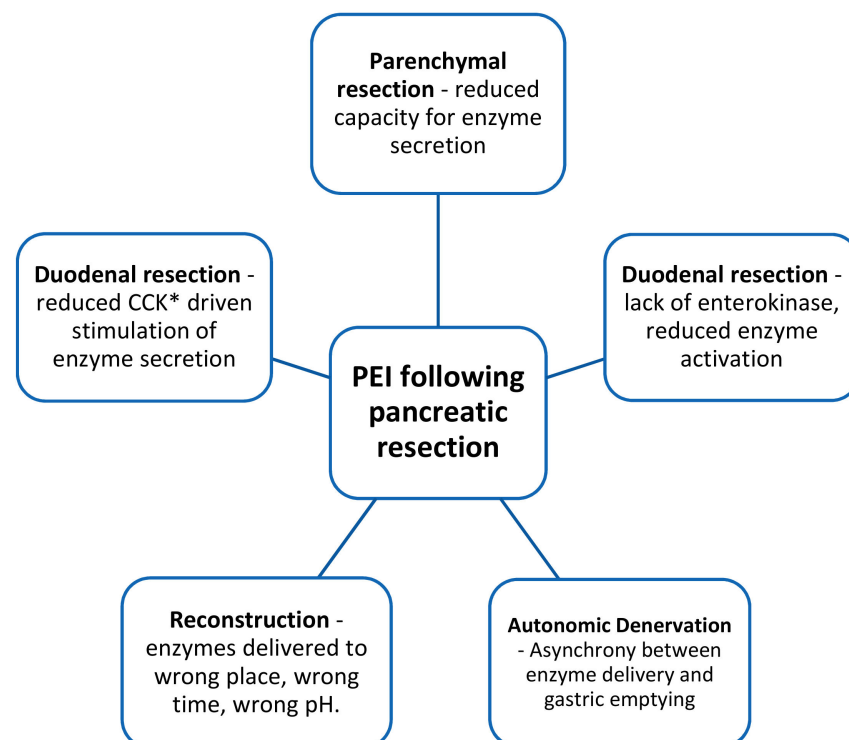 Parenchymal
resection - reduced
capacity for enzyme
secretion
Duodenal resection -
reduced CCK* driven
stimulation of
enzyme secretion
Duodenal resection -
lack of enterokinase,
reduced enzyme
activation
PEI following
pancreatic
resection
Reconstruction -
enzymes delivered to
wrong place, wrong
time, wrong pH.
Autonomic Denervation
- Asynchrony between
enzyme delivery and
gastric emptying